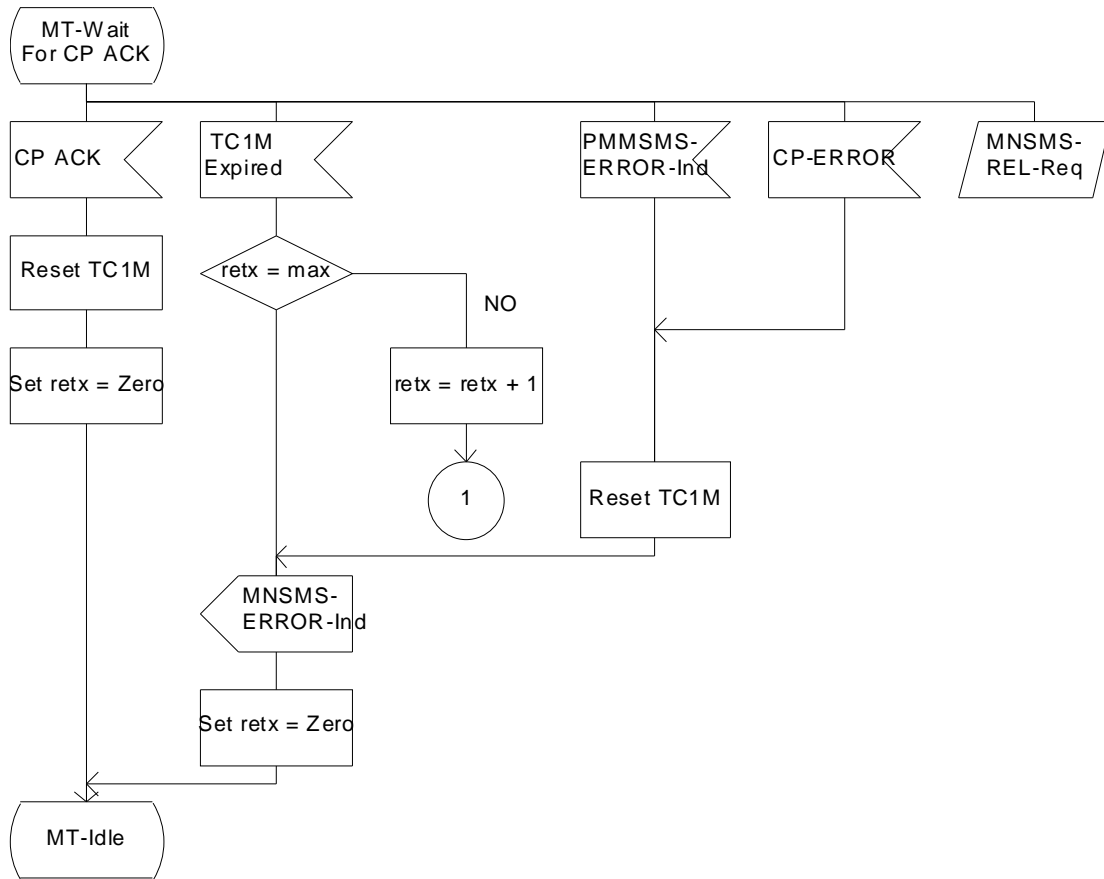 MT-Wait
For CP ACK
CP ACK
TC1M
Expired
PMMSMS-
ERROR-Ind
CP-ERROR
MNSMS-
REL-Req
Reset TC1M
retx = max
NO
Set retx = Zero
retx = retx + 1
1
Reset TC1M
MNSMS-
ERROR-Ind
Set retx = Zero
MT-Idle